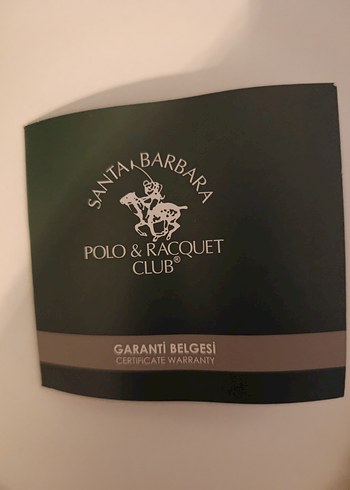 SANTA BARBARA
POLO & RACQUET
CLUB®
GARANTİ BELGESİ
CERTIFICATE WARRANTY